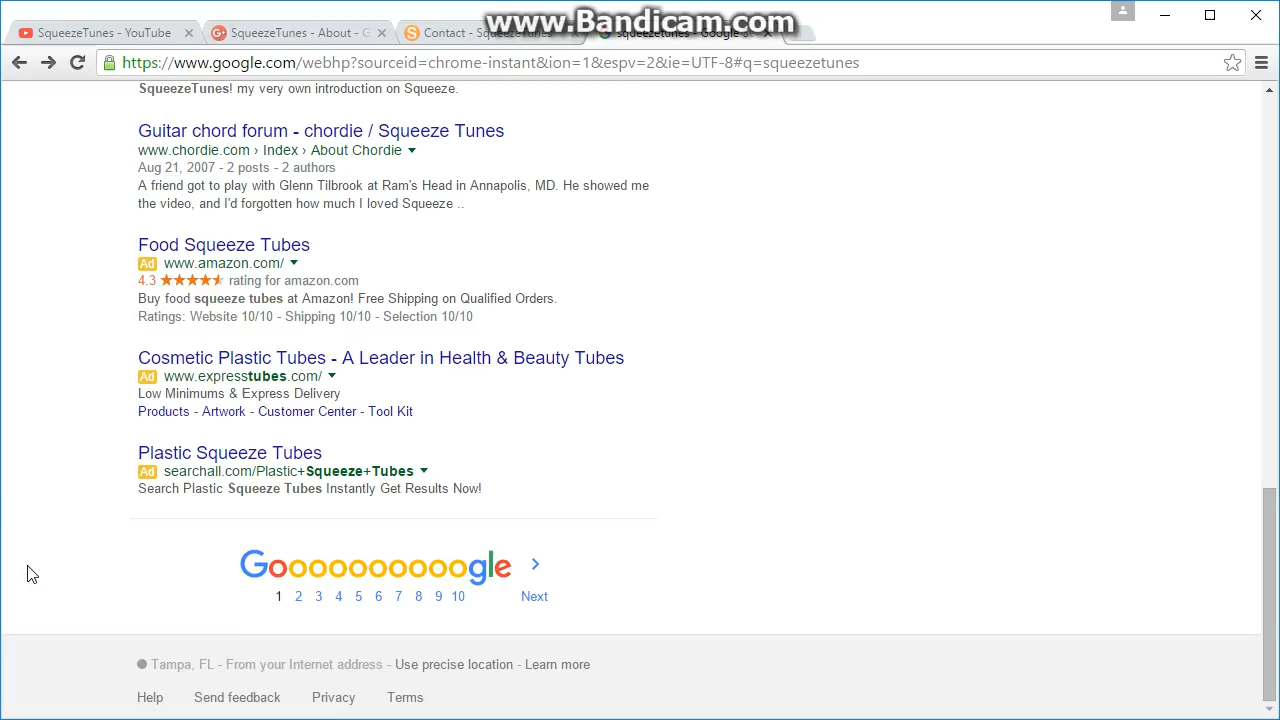 www.Bandicam.com
SqueezeTunes - YouTube
SqueezeTunes - About - G
Contact - SqueezeTunes
squeezetunes - Google
https://www.google.com/webhp?sourceid=chrome-instant&ion=1&espv=2&ie=UTF-8#q=squeezetunes
SqueezeTunes! my very own introduction on Squeeze.
Guitar chord forum - chordie / Squeeze Tunes
www.chordie.com › Index › About Chordie
Aug 21, 2007 - 2 posts - 2 authors
A friend got to play with Glenn Tilbrook at Ram's Head in Annapolis, MD. He showed me
the video, and I'd forgotten how much I loved Squeeze ..
Food Squeeze Tubes
Ad www.amazon.com/
4.3 rating for amazon.com
Buy food squeeze tubes at Amazon! Free Shipping on Qualified Orders.
Ratings: Website 10/10 - Shipping 10/10 - Selection 10/10
Cosmetic Plastic Tubes - A Leader in Health & Beauty Tubes
Ad www.expresstubes.com/
Low Minimums & Express Delivery
Products - Artwork - Customer Center - Tool Kit
Plastic Squeeze Tubes
Ad searchall.com/Plastic+Squeeze+Tubes
Search Plastic Squeeze Tubes Instantly Get Results Now!
Goooooooooogle >
1 2 3 4 5 6 7 8 9 10 Next
Tampa, FL - From your Internet address - Use precise location - Learn more
Help Send feedback Privacy Terms